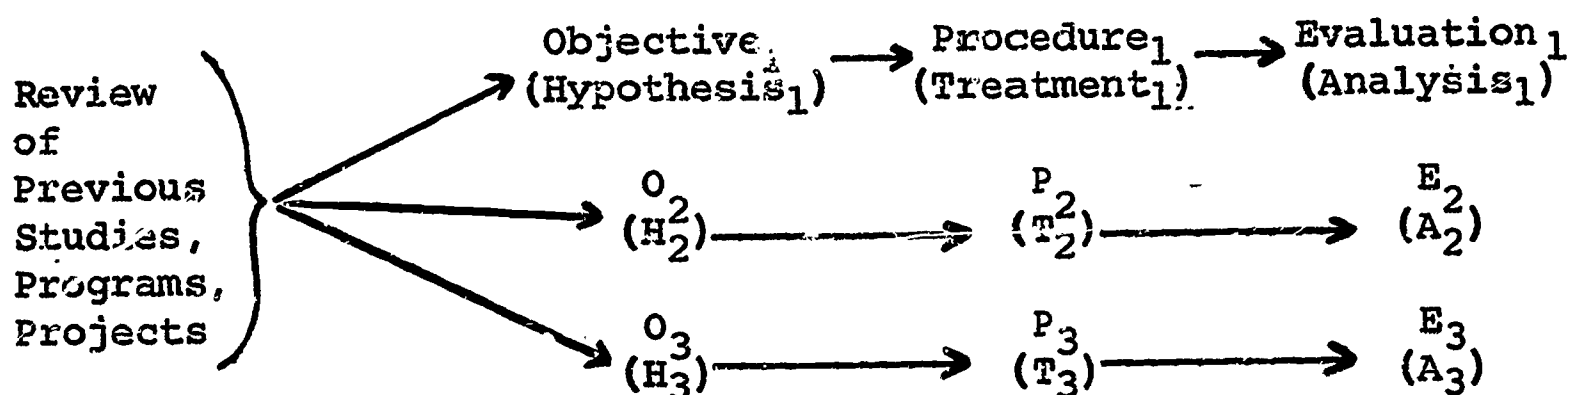 Review
of
Previous
Studies,
Programs,
Projects
Objective₁ Procedure₁ Evaluation₁
(Hypothesis₁) (Treatment₁) (Analysis₁)
O₂ P₂ E₂
(H₂) (T₂) (A₂)
O₃ P₃ E₃
(H₃) (T₃) (A₃)